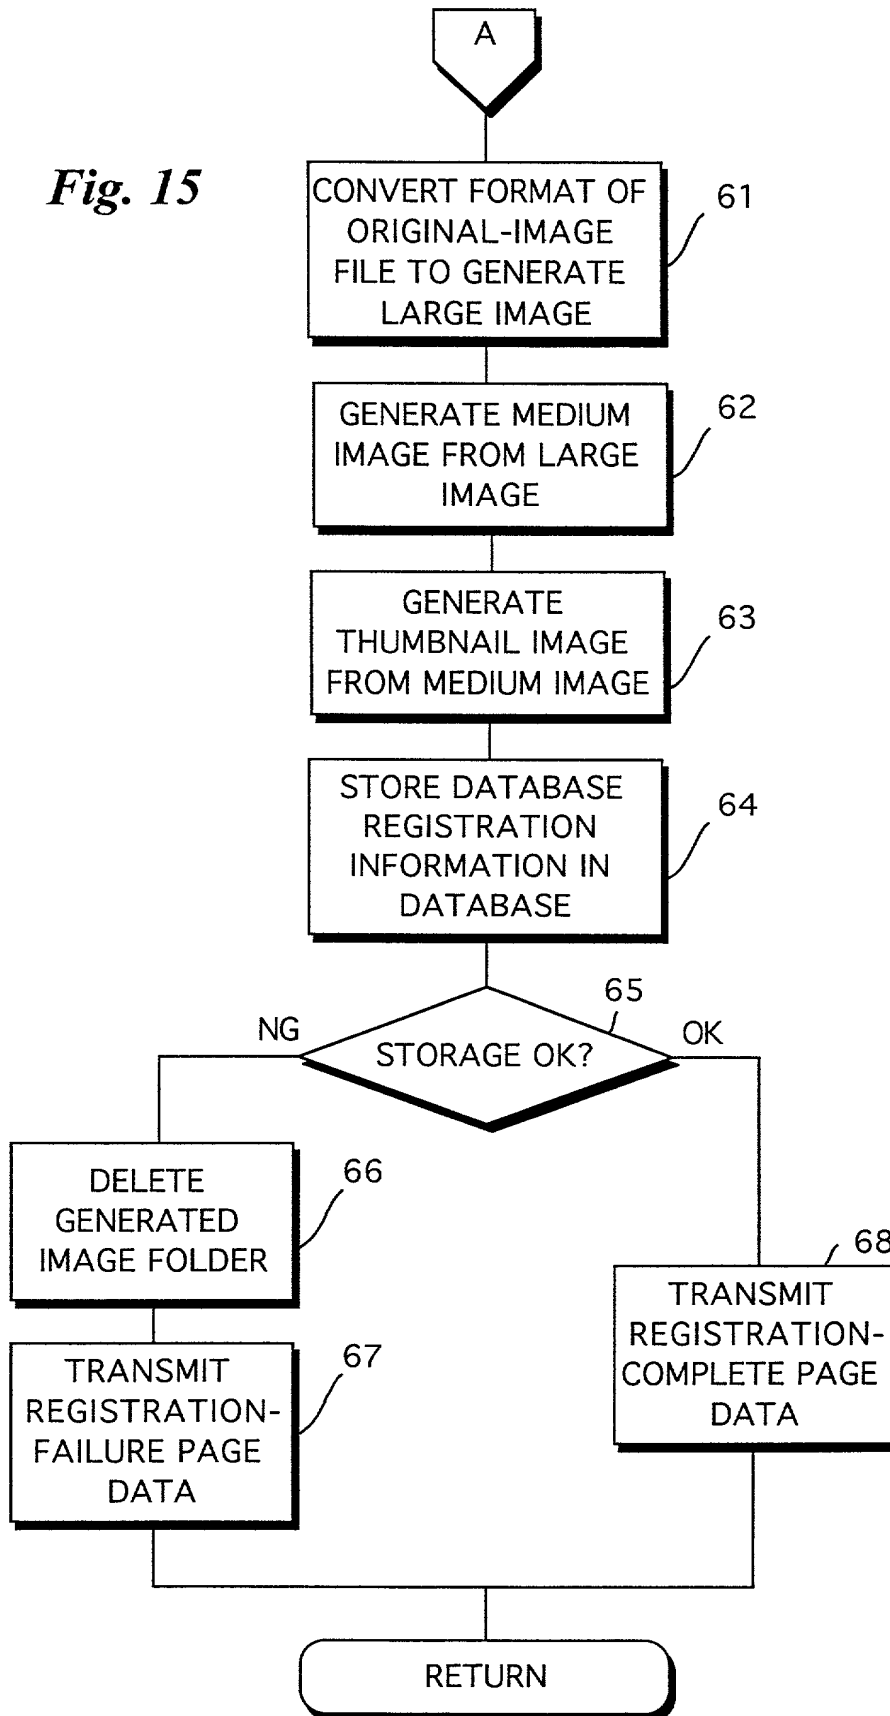 A
Fig. 15
CONVERT FORMAT OF
ORIGINAL-IMAGE
FILE TO GENERATE
LARGE IMAGE
61
GENERATE MEDIUM
IMAGE FROM LARGE
IMAGE
62
GENERATE
THUMBNAIL IMAGE
FROM MEDIUM IMAGE
63
STORE DATABASE
REGISTRATION
INFORMATION IN
DATABASE
64
STORAGE OK?
65
NG
OK
DELETE
GENERATED
IMAGE FOLDER
66
TRANSMIT
REGISTRATION-
FAILURE PAGE
DATA
67
TRANSMIT
REGISTRATION-
COMPLETE PAGE
DATA
68
RETURN